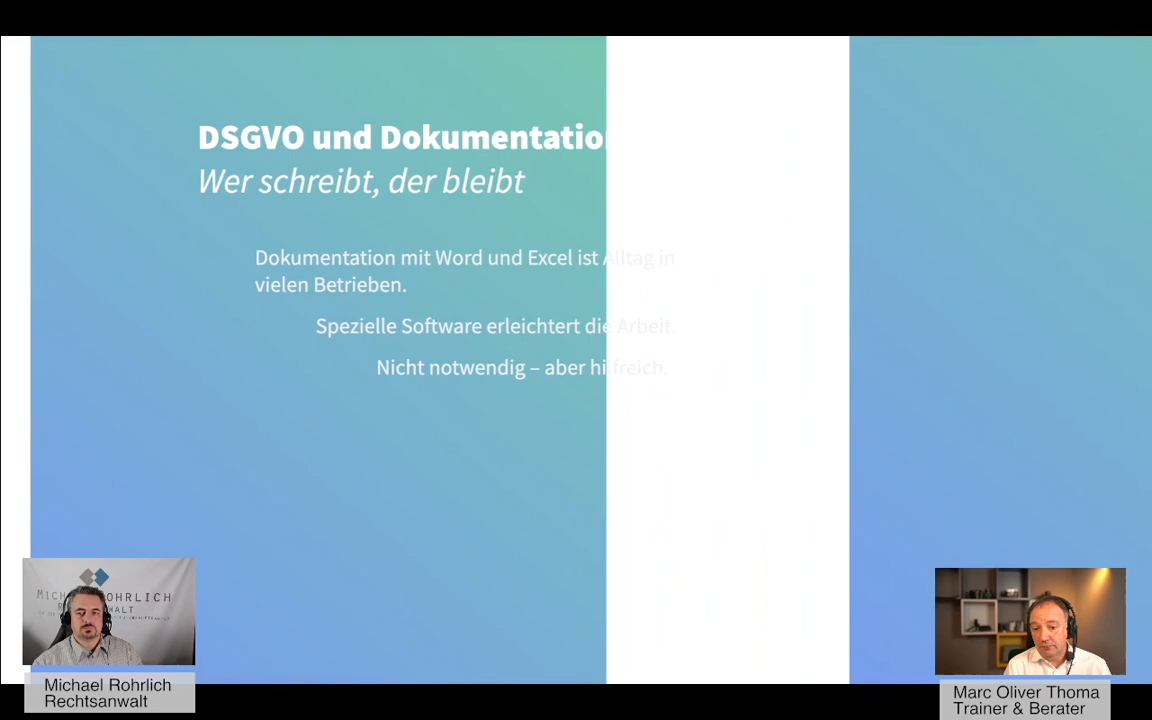 DSGVO und Dokumentation
Wer schreibt, der bleibt
Dokumentation mit Word und Excel ist Alltag in
vielen Betrieben.
Spezielle Software erleichtert die Arbeit.
Nicht notwendig – aber hilfreich.
Michael Rohrlich
Rechtsanwalt
Marc Oliver Thoma
Trainer & Berater